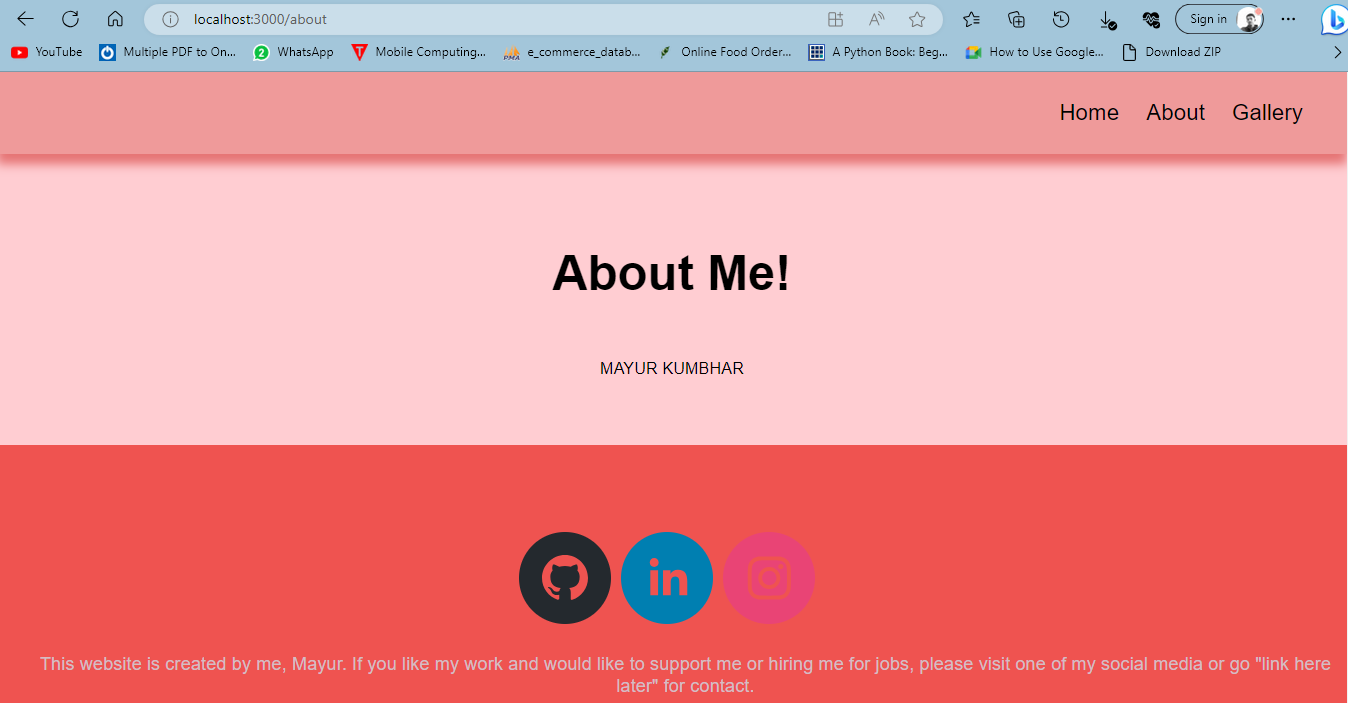 localhost:3000/about
Sign in
YouTube
Multiple PDF to On...
2
WhatsApp
T
Mobile Computing...
PMA
e_commerce_datab...
Online Food Order...
A Python Book: Beg...
How to Use Google...
Download ZIP
Home About Gallery
About Me!
MAYUR KUMBHAR
in
This website is created by me, Mayur. If you like my work and would like to support me or hiring me for jobs, please visit one of my social media or go "link here
later" for contact.